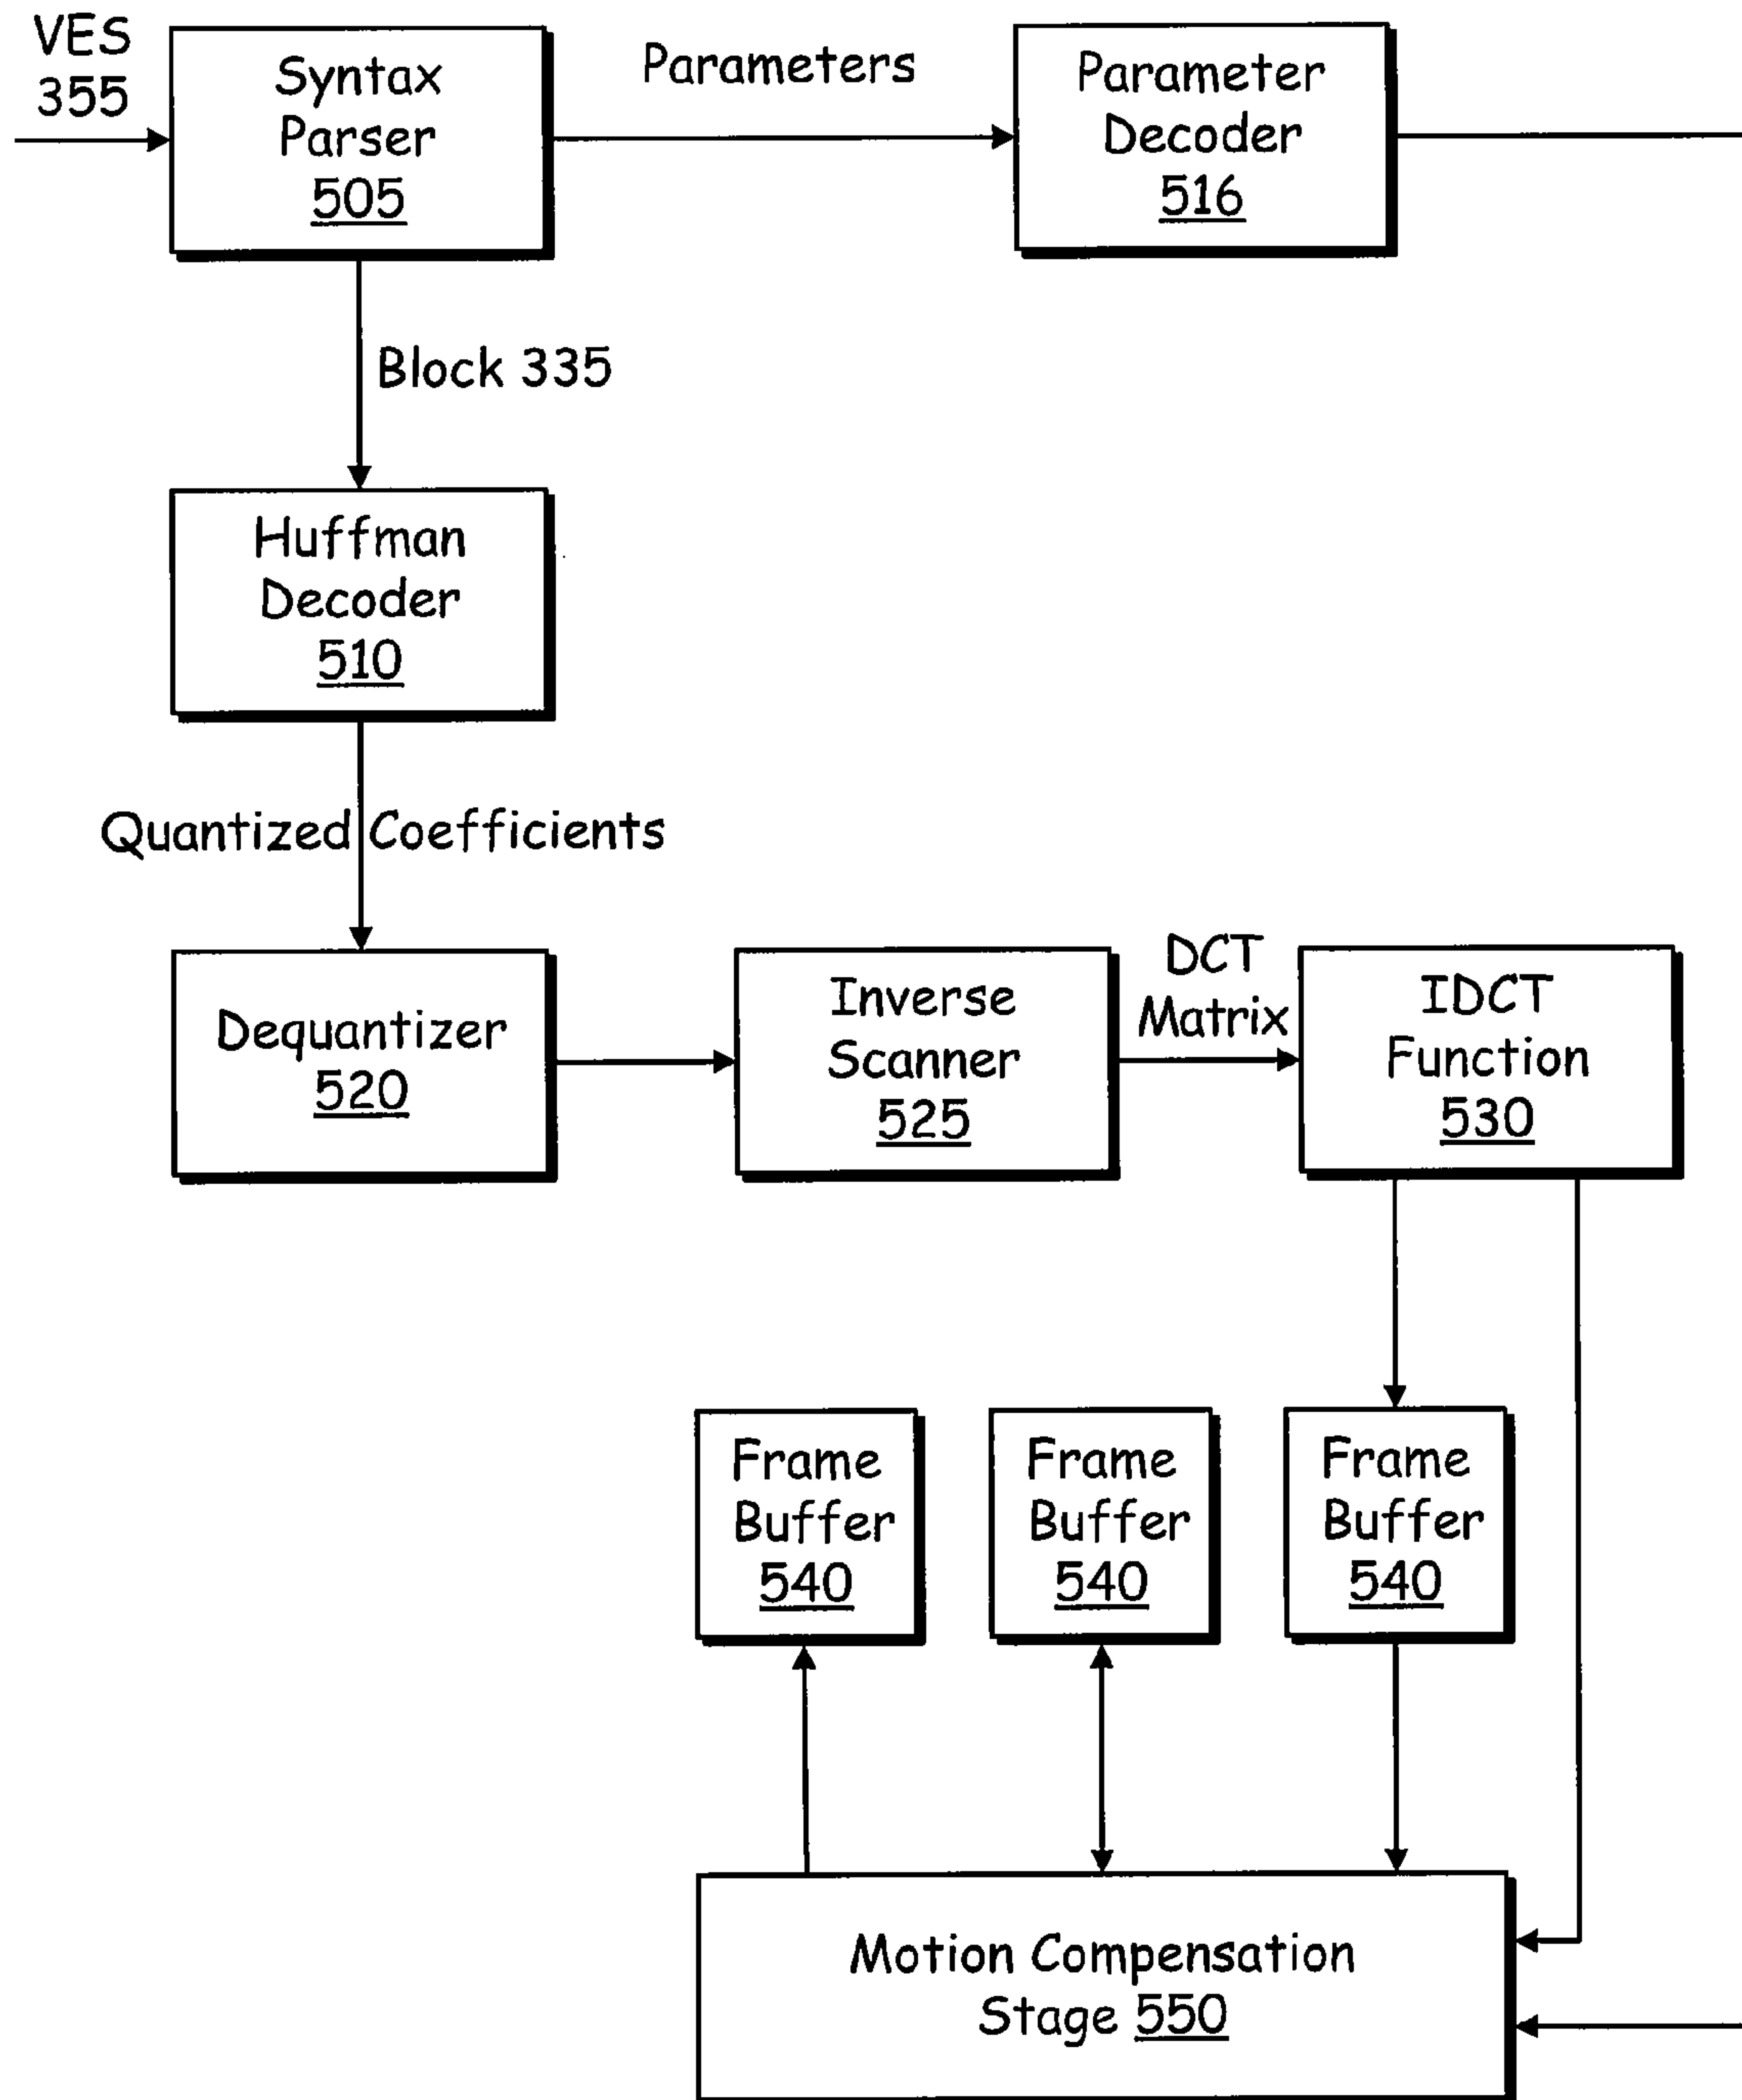 VES
355
Syntax
Parser
505
Parameters
Parameter
Decoder
516
Block 335
Huffman
Decoder
510
Quantized Coefficients
Dequantizer
520
Inverse
Scanner
525
DCT
Matrix
IDCT
Function
530
Frame
Buffer
540
Frame
Buffer
540
Frame
Buffer
540
Motion Compensation
Stage 550